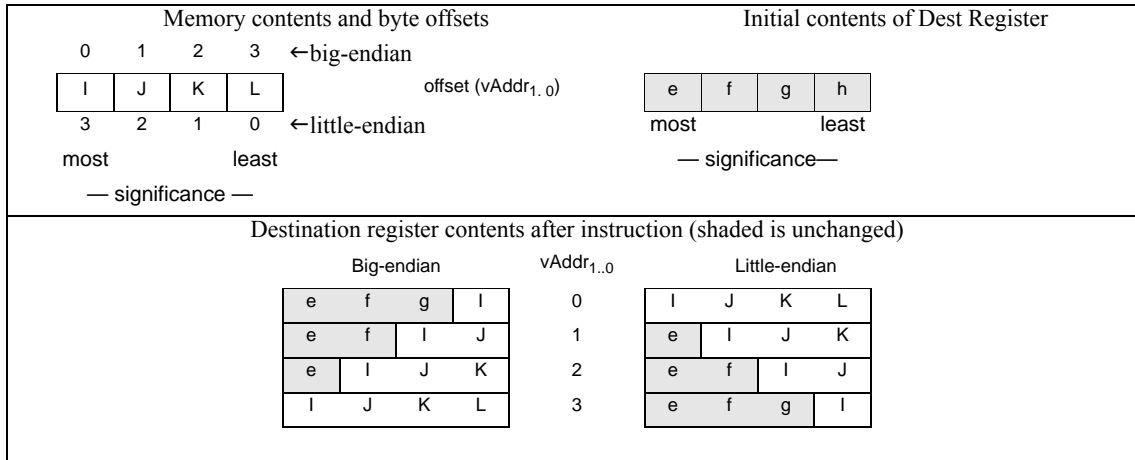 Memory contents and byte offsets Initial contents of Dest Register
0 1 2 3 ←big-endian
I J K L offset (vAddr1. 0) e f g h
3 2 1 0 ←little-endian most least
most least — significance—
— significance —
Destination register contents after instruction (shaded is unchanged)
Big-endian vAddr1..0 Little-endian
e f g I 0 I J K L
e f I J 1 e I J K
e I J K 2 e f I J
I J K L 3 e f g I